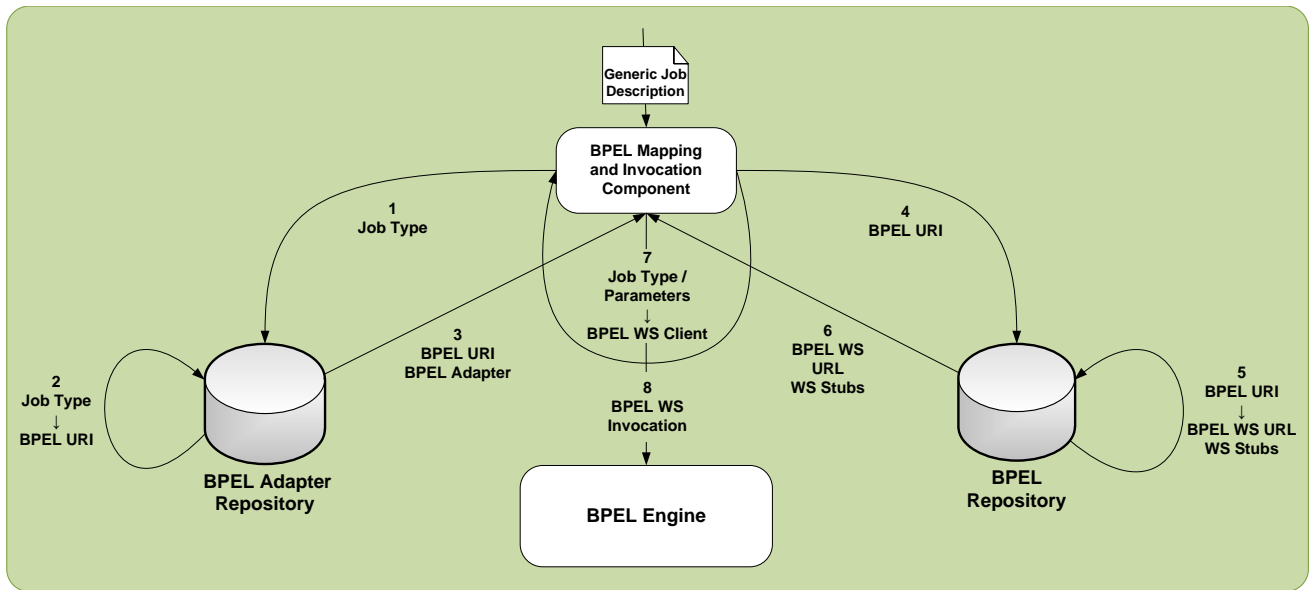 Generic Job
Description
BPEL Mapping
and Invocation
Component
1
Job Type
4
BPEL URI
7
Job Type /
Parameters
↓
BPEL WS Client
3
BPEL URI
BPEL Adapter
6
BPEL WS
URL
WS Stubs
2
Job Type
↓
BPEL URI
5
BPEL URI
↓
BPEL WS URL
WS Stubs
8
BPEL WS
Invocation
BPEL Adapter
Repository
BPEL
Repository
BPEL Engine